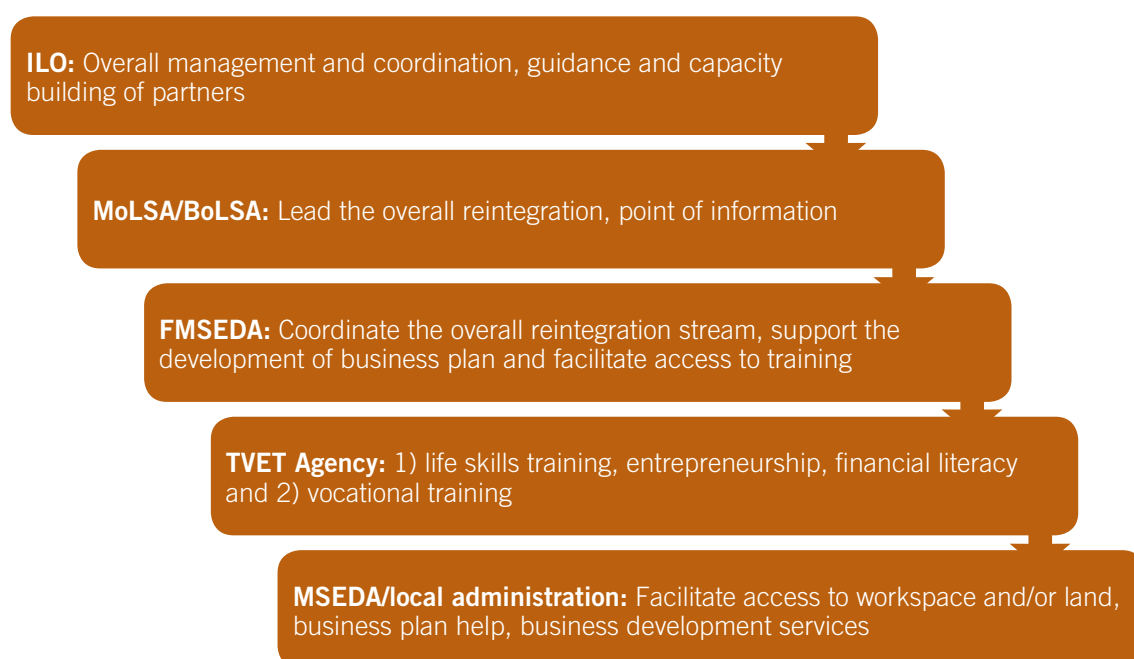 ILO: Overall management and coordination, guidance and capacity
building of partners
MoLSA/BoLSA: Lead the overall reintegration, point of information
FMSEDA: Coordinate the overall reintegration stream, support the
development of business plan and facilitate access to training
TVET Agency: 1) life skills training, entrepreneurship, financial literacy
and 2) vocational training
MSEDA/local administration: Facilitate access to workspace and/or land,
business plan help, business development services